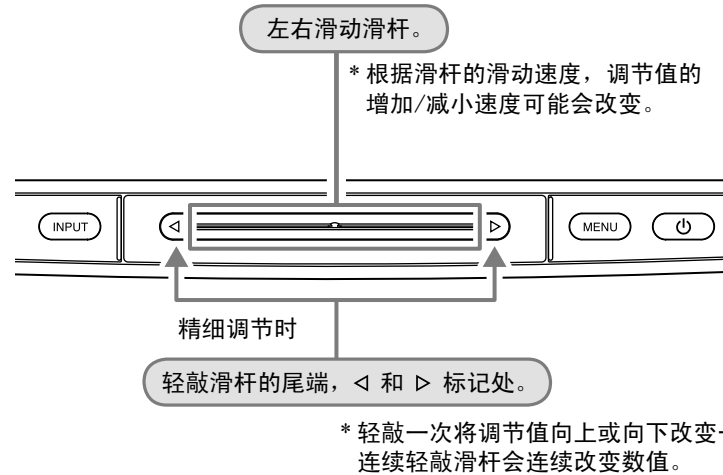 左右滑动滑杆。
* 根据滑杆的滑动速度，调节值的
增加/减小速度可能会改变。
INPUT
MENU
精细调节时
轻敲滑杆的尾端，◁ 和 ▷ 标记处。
* 轻敲一次将调节值向上或向下改变
连续轻敲滑杆会连续改变数值。